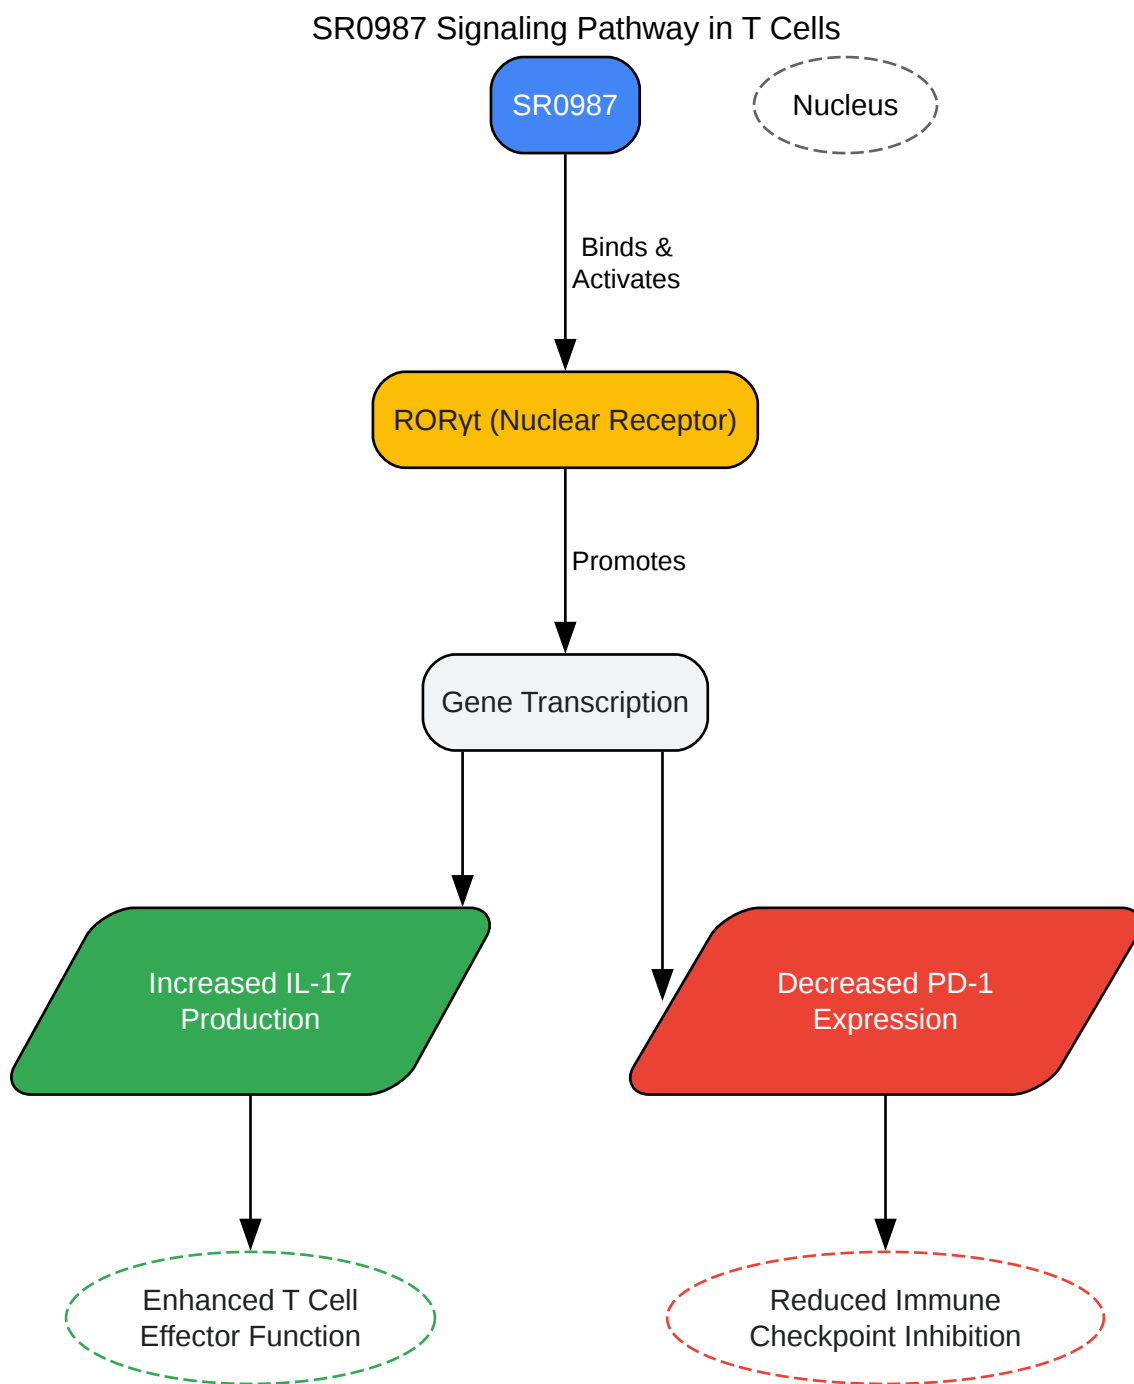 SR0987 Signaling Pathway in T Cells
SR0987
Nucleus
Binds &
Activates
RORγt (Nuclear Receptor)
Promotes
Gene Transcription
Increased IL-17
Production
Decreased PD-1
Expression
Enhanced T Cell
Effector Function
Reduced Immune
Checkpoint Inhibition